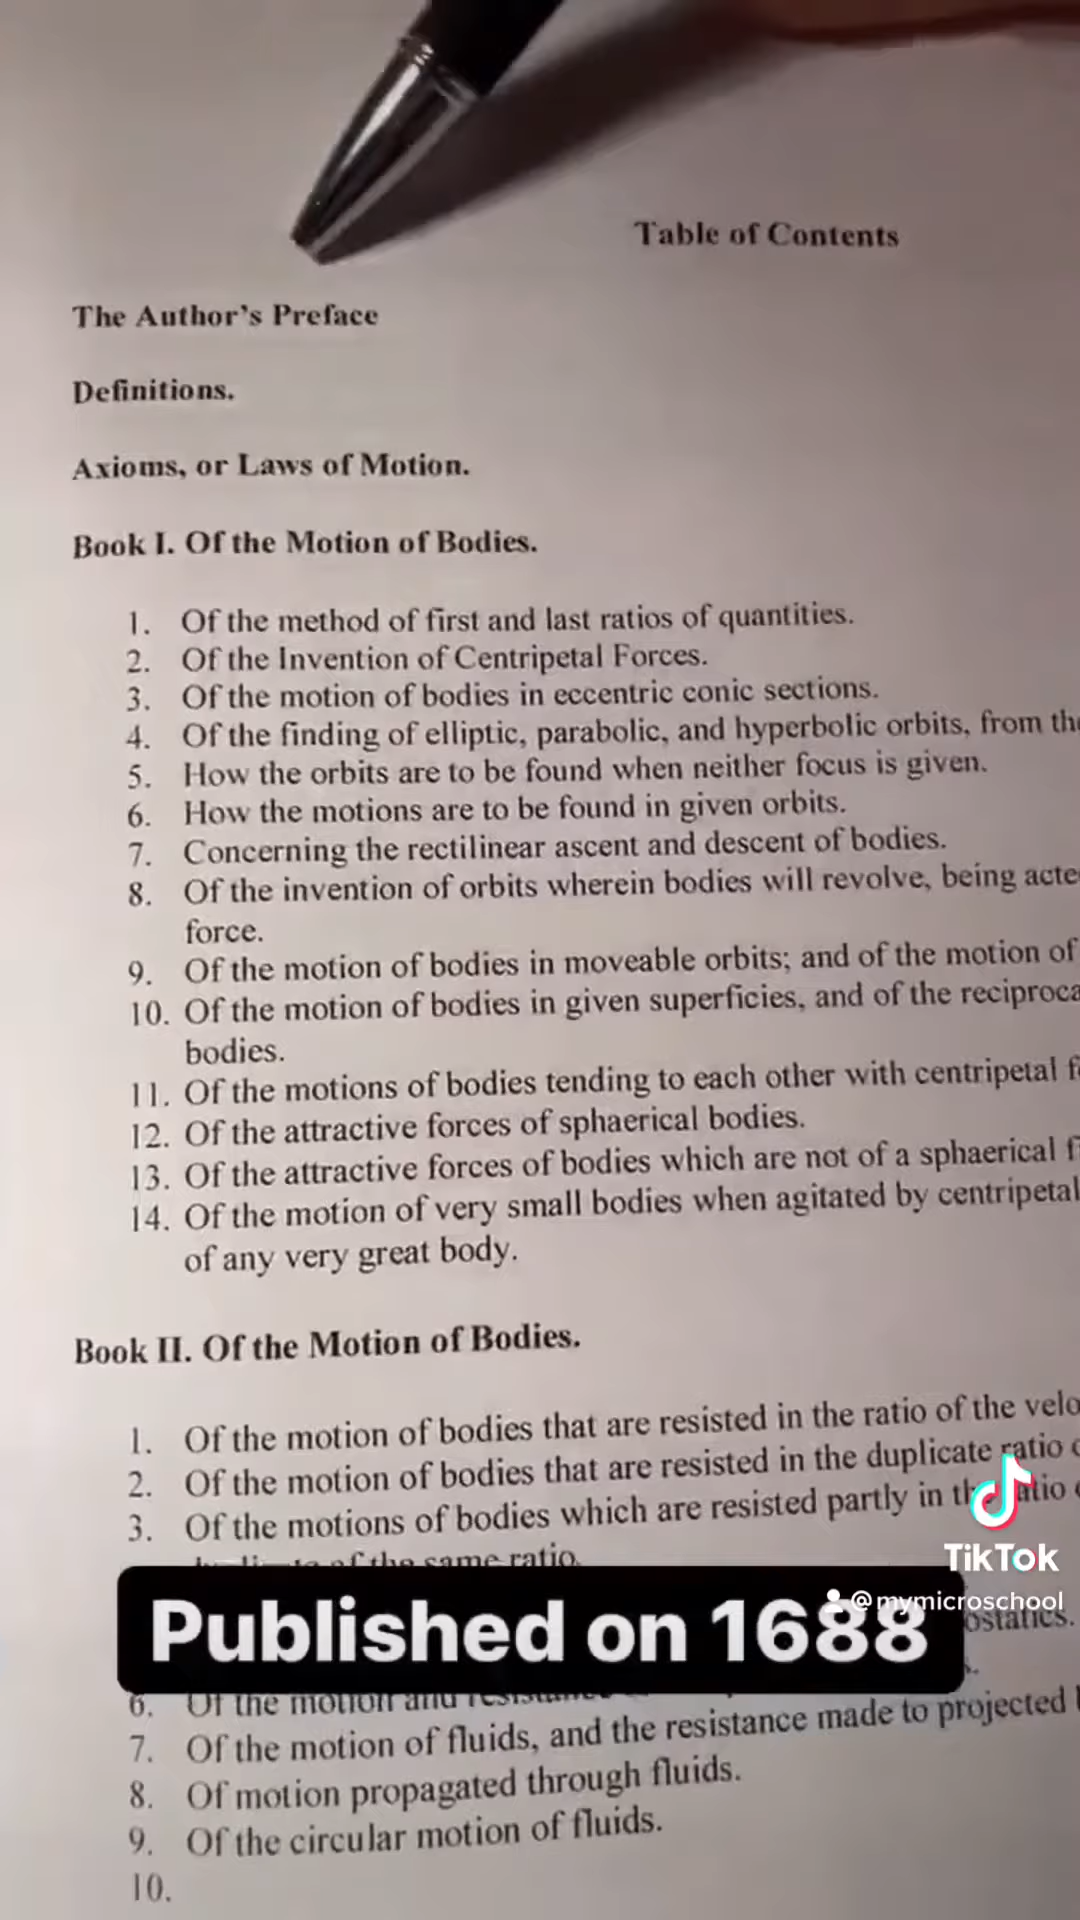 Table of Contents
The Author's Preface
Definitions.
Axioms, or Laws of Motion.
Book I. Of the Motion of Bodies.
1. Of the method of first and last ratios of quantities.
2. Of the Invention of Centripetal Forces.
3. Of the motion of bodies in eccentric conic sections.
4. Of the finding of elliptic, parabolic, and hyperbolic orbits, from
5. How the orbits are to be found when neither focus is given.
6. How the motions are to be found in given orbits.
7. Concerning the rectilinear ascent and descent of bodies.
8. Of the invention of orbits wherein bodies will revolve, being
force.
9. Of the motion of bodies in moveable orbits; and of the motion of
10. Of the motion of bodies in given superficies, and of the
bodies.
11. Of the motions of bodies tending to each other with centripetal
12. Of the attractive forces of sphaerical bodies.
13. Of the attractive forces of bodies which are not of a sphaerical
14. Of the motion of very small bodies when agitated by centripetal
of any very great body.
Book II. Of the Motion of Bodies.
1. Of the motion of bodies that are resisted in the ratio of the
2. Of the motion of bodies that are resisted in the duplicate ratio
3. Of the motions of bodies which are resisted partly in
of the same ratio.
TikTok
@mymicroschool
Published on 1688
6. Of the motion and
7. Of the motion of fluids, and the resistance made to projected
8. Of motion propagated through fluids.
9. Of the circular motion of fluids.
10.